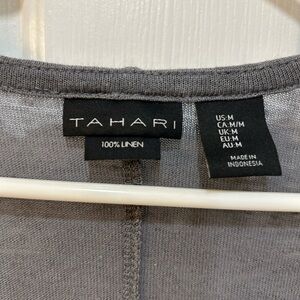 TAHARI
100% LINEN
US:M
CA:M/M
UK:M
EU:M
AU:M
MADE IN
INDONESIA